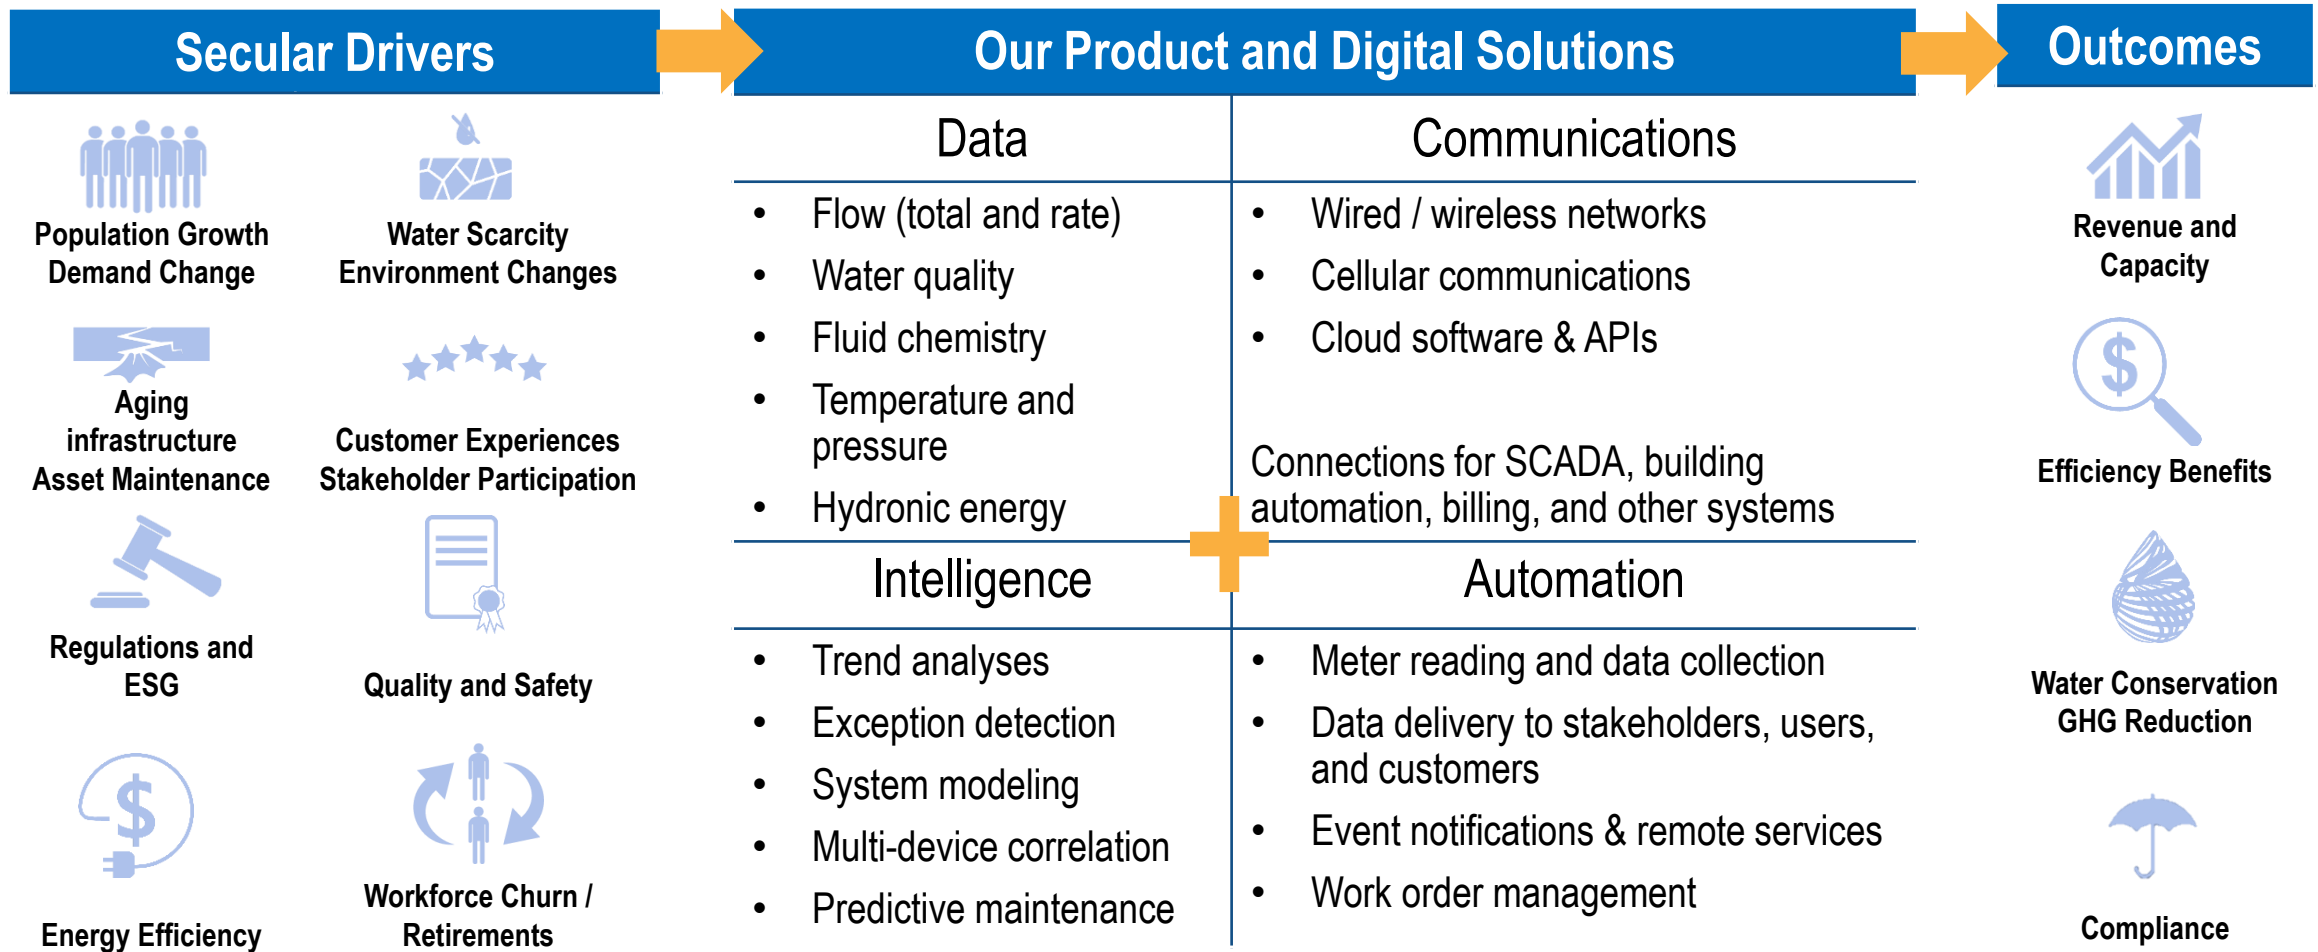 Secular Drivers
Population Growth
Demand Change
Water Scarcity
Environment Changes
Aging
infrastructure
Asset Maintenance
Customer Experiences
Stakeholder Participation
Regulations and
ESG
Quality and Safety
$
Energy Efficiency
Workforce Churn /
Retirements
Our Product and Digital Solutions
Data
• Flow (total and rate)
• Water quality
• Fluid chemistry
• Temperature and
pressure
• Hydronic energy
Communications
• Wired / wireless networks
• Cellular communications
• Cloud software & APIs
Connections for SCADA, building
automation, billing, and other systems
Intelligence
• Trend analyses
• Exception detection
• System modeling
• Multi-device correlation
• Predictive maintenance
Automation
• Meter reading and data collection
• Data delivery to stakeholders, users,
and customers
• Event notifications & remote services
• Work order management
Outcomes
Revenue and
Capacity
$
Efficiency Benefits
Water Conservation
GHG Reduction
Compliance